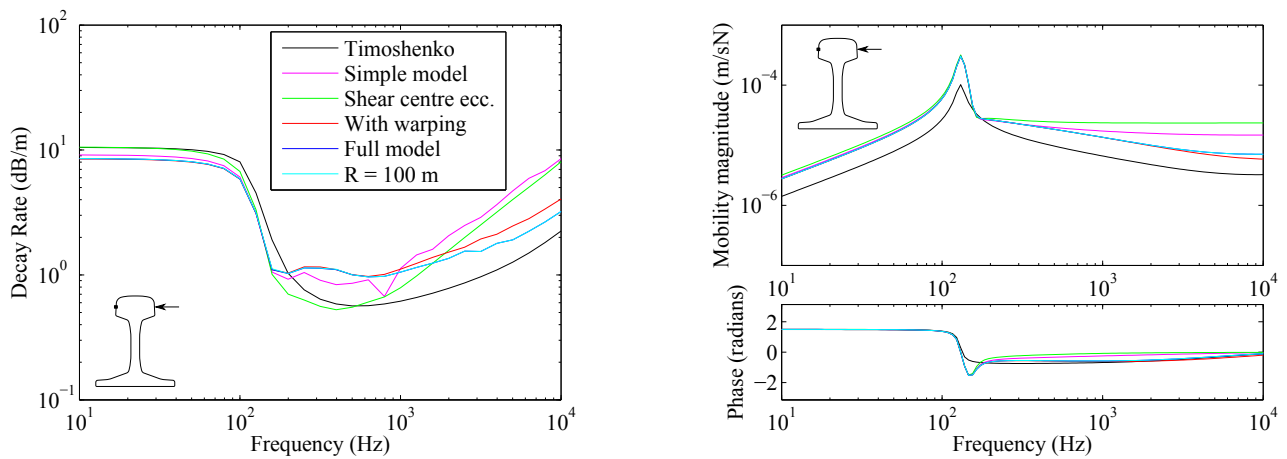 10^2
10^1
10^0
10^-1
Decay Rate (dB/m)
Timoshenko
Simple model
Shear centre ecc.
With warping
Full model
R = 100 m
10^1
10^2
10^3
10^4
Frequency (Hz)
Mobility magnitude (m/sN)
10^-4
10^-6
10^1
10^2
10^3
10^4
Phase (radians)
2
0
−2
10^1
10^2
10^3
10^4
Frequency (Hz)